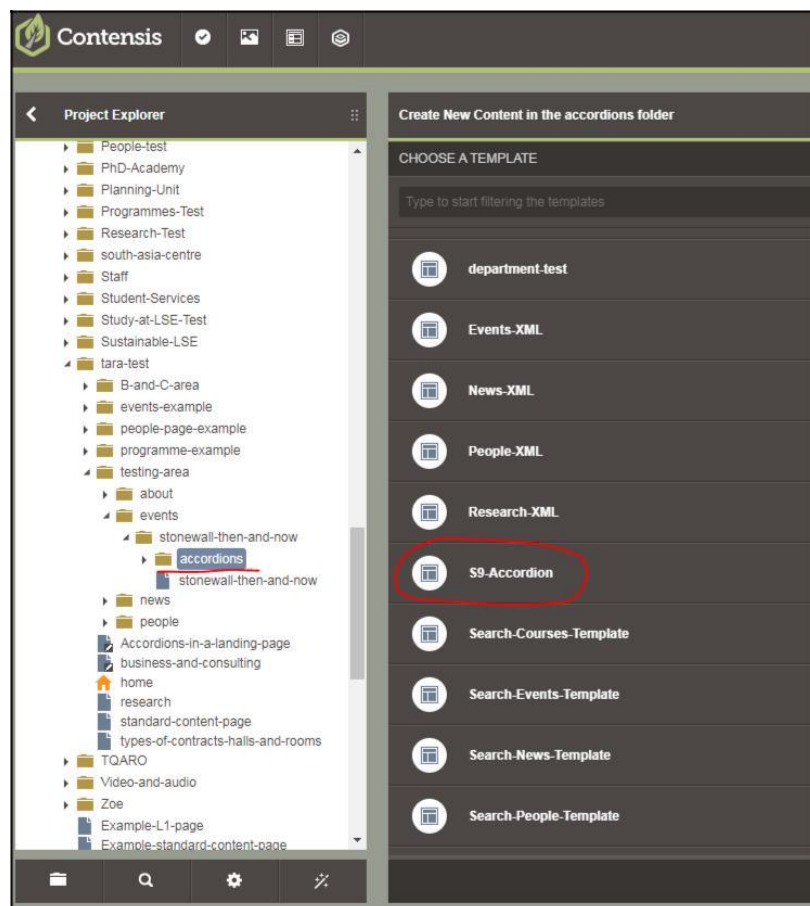 Contensis
Project Explorer
People-test
PhD-Academy
Planning-Unit
Programmes-Test
Research-Test
south-asia-centre
Staff
Student-Services
Study-at-LSE-Test
Sustainable-LSE
tara-test
B-and-C-area
events-example
people-page-example
programme-example
testing-area
about
events
stonewall-then-and-now
accordions
stonewall-then-and-now
news
people
Accordions-in-a-landing-page
business-and-consulting
home
research
standard-content-page
types-of-contracts-halls-and-rooms
TQARO
Video-and-audio
Zoe
Example-L1-page
Example-standard-content-page
Create New Content in the accordions folder
CHOOSE A TEMPLATE
Type to start filtering the templates
department-test
Events-XML
News-XML
People-XML
Research-XML
S9-Accordion
Search-Courses-Template
Search-Events-Template
Search-News-Template
Search-People-Template